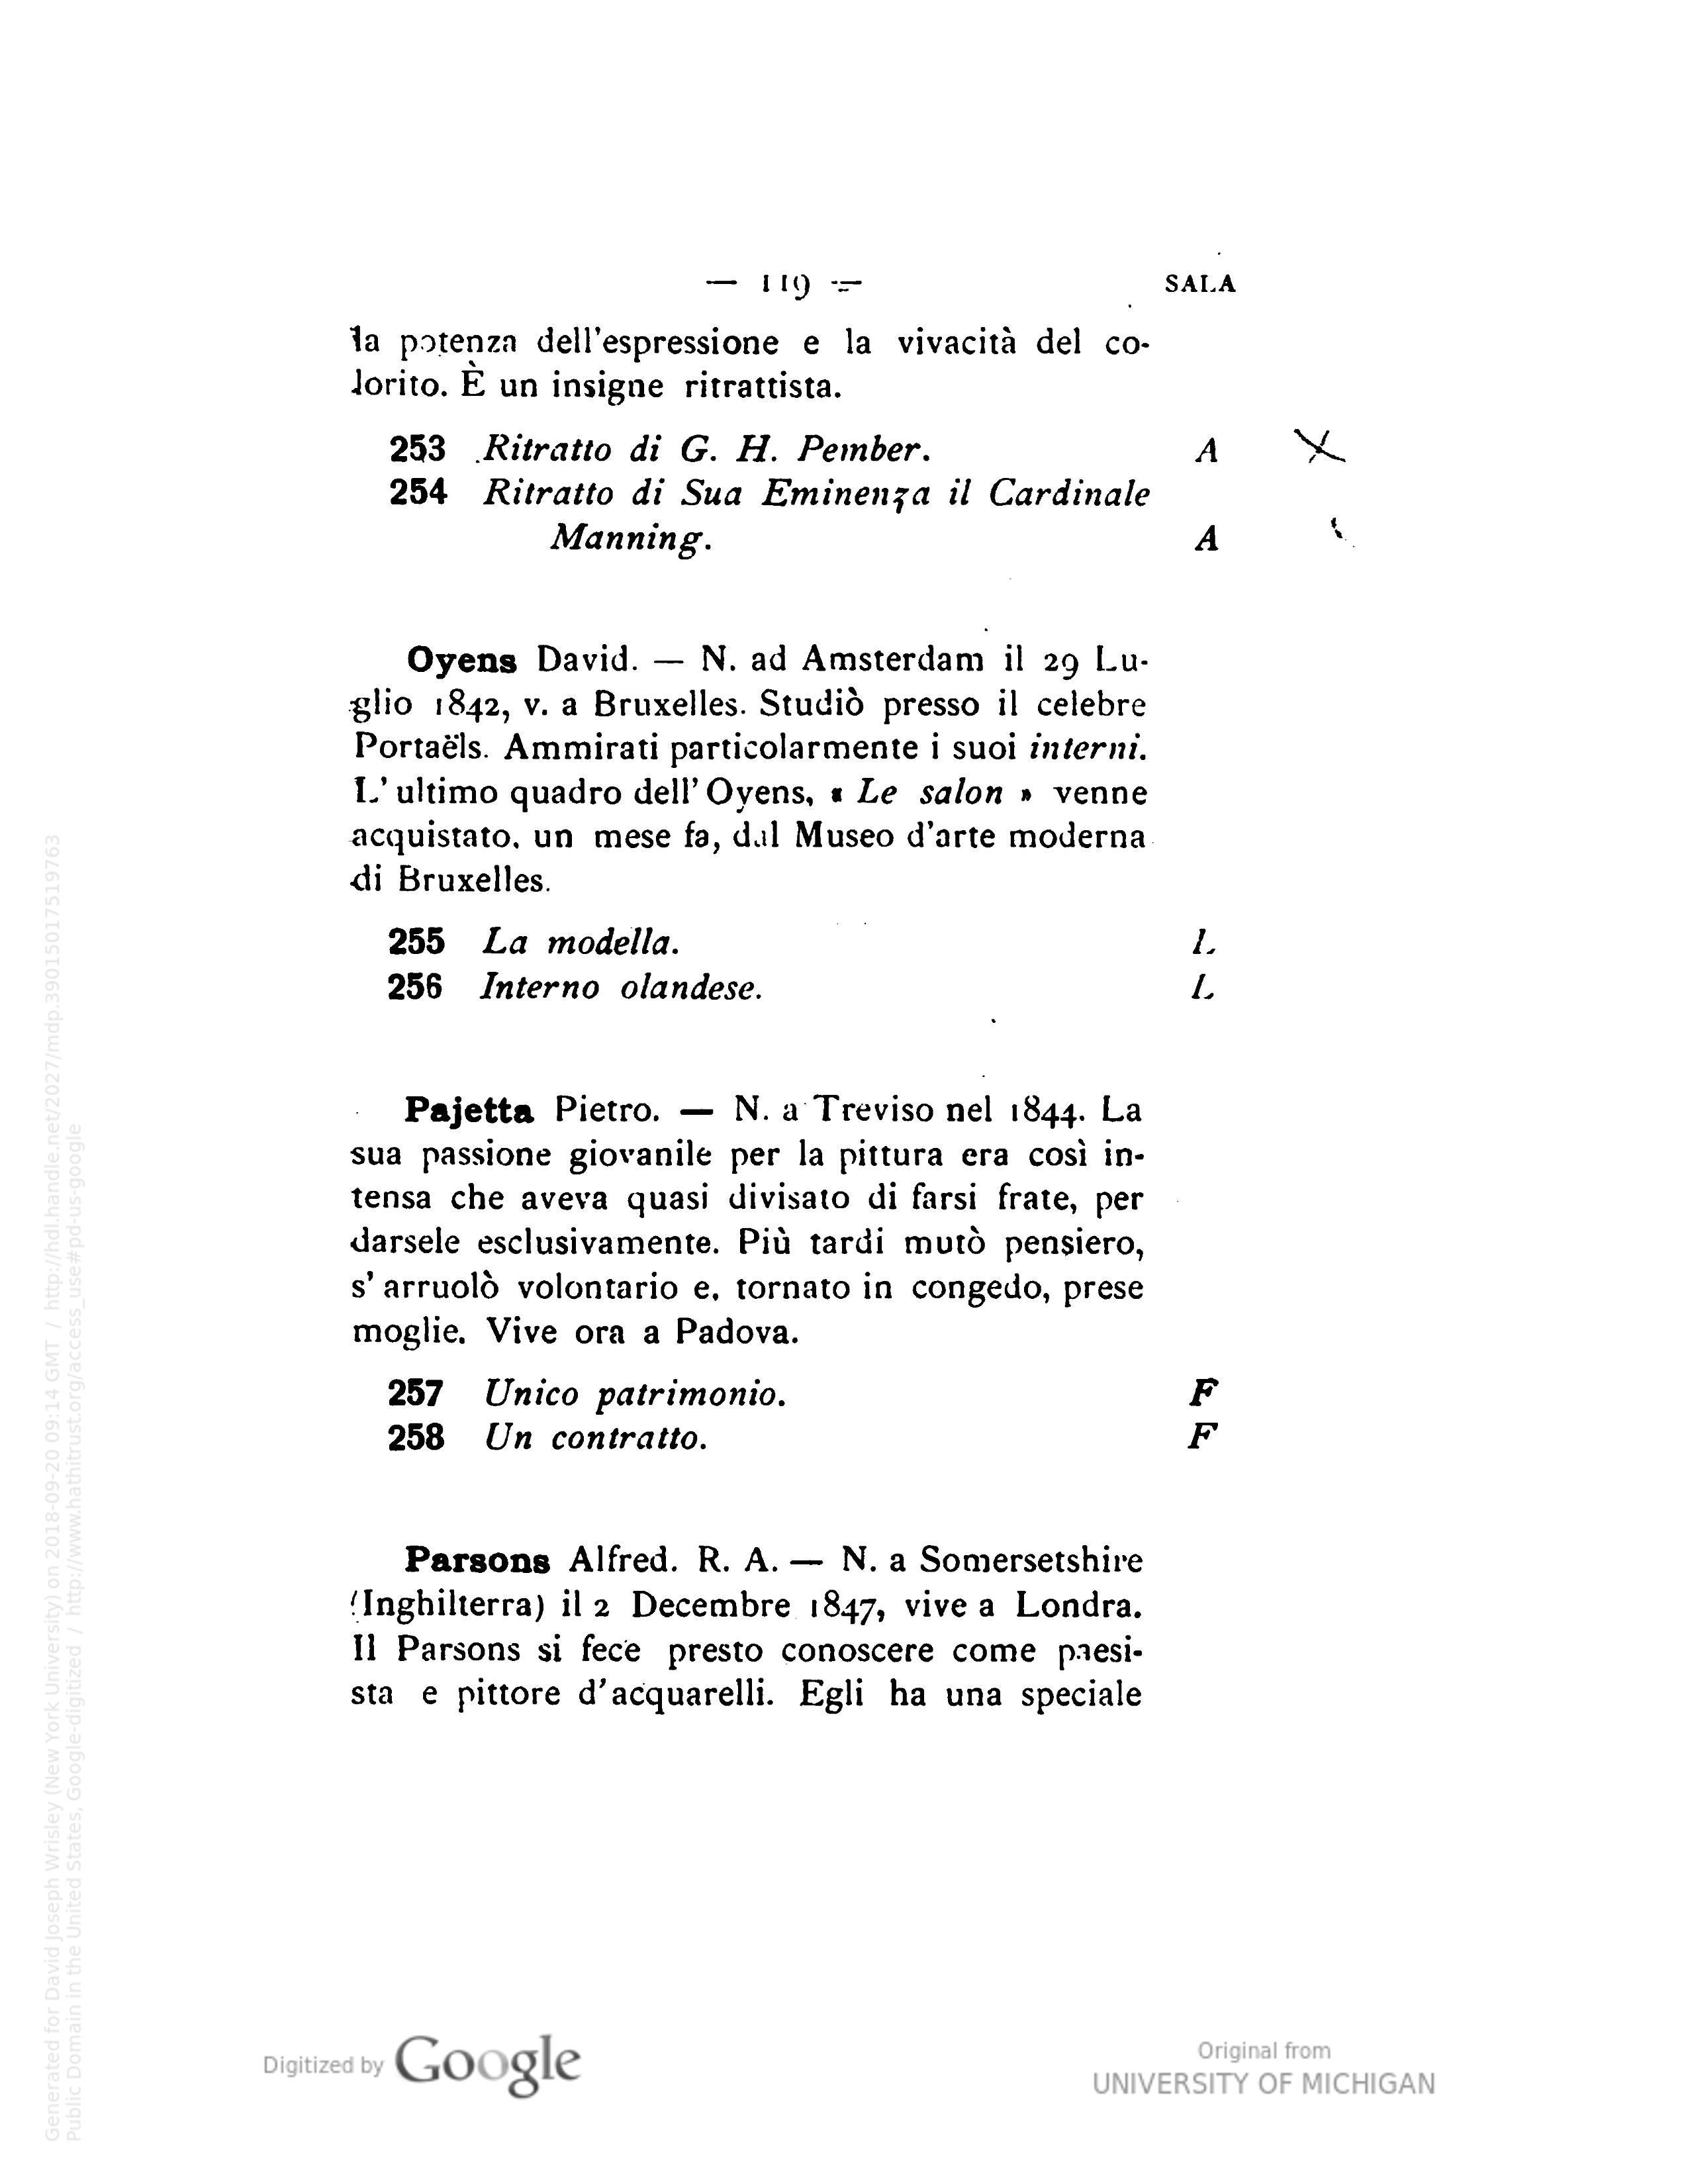 — 119 — SALA
la potenza dell'espressione e la vivacità del co-
lorito. È un insigne ritrattista.
253 Ritratto di G. H. Pember. A
254 Ritratto di Sua Eminenza il Cardinale
Manning. A
Oyens David. — N. ad Amsterdam il 29 Lu-
glio 1842, v. a Bruxelles. Studiò presso il celebre
Portaëls. Ammirati particolarmente i suoi interni.
L' ultimo quadro dell' Oyens, « Le salon » venne
acquistato, un mese fa, dal Museo d'arte moderna
di Bruxelles.
255 La modella. L
256 Interno olandese. L
Pajetta Pietro. — N. a Treviso nel 1844. La
sua passione giovanile per la pittura era così in-
tensa che aveva quasi divisato di farsi frate, per
darsele esclusivamente. Più tardi mutò pensiero,
s' arruolò volontario e, tornato in congedo, prese
moglie. Vive ora a Padova.
257 Unico patrimonio. F
258 Un contratto. F
Parsons Alfred. R. A. — N. a Somersetshire
(Inghilterra) il 2 Decembre 1847, vive a Londra.
Il Parsons si fece presto conoscere come paesi-
sta e pittore d'acquarelli. Egli ha una speciale
Generated for David Joseph Wrisley (New York University) on 2018-09-20 09:14 GMT / http://hdl.handle.net/2027/mdp.39015017519763
Public Domain in the United States, Google-digitized / http://www.hathitrust.org/access_use#pd-us-google
Digitized by Google
Original from
UNIVERSITY OF MICHIGAN